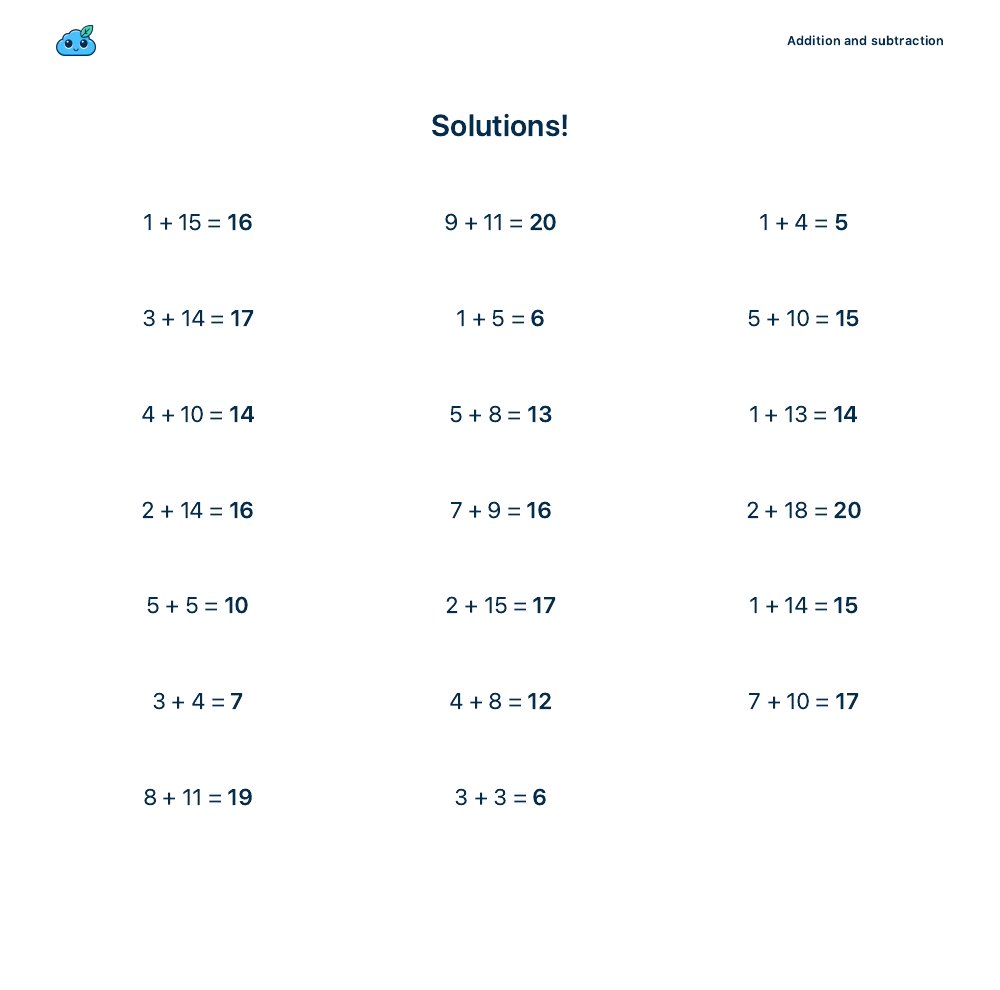 Addition and subtraction
Solutions!
1 + 15 = 16
9 + 11 = 20
1 + 4 = 5
3 + 14 = 17
1 + 5 = 6
5 + 10 = 15
4 + 10 = 14
5 + 8 = 13
1 + 13 = 14
2 + 14 = 16
7 + 9 = 16
2 + 18 = 20
5 + 5 = 10
2 + 15 = 17
1 + 14 = 15
3 + 4 = 7
4 + 8 = 12
7 + 10 = 17
8 + 11 = 19
3 + 3 = 6